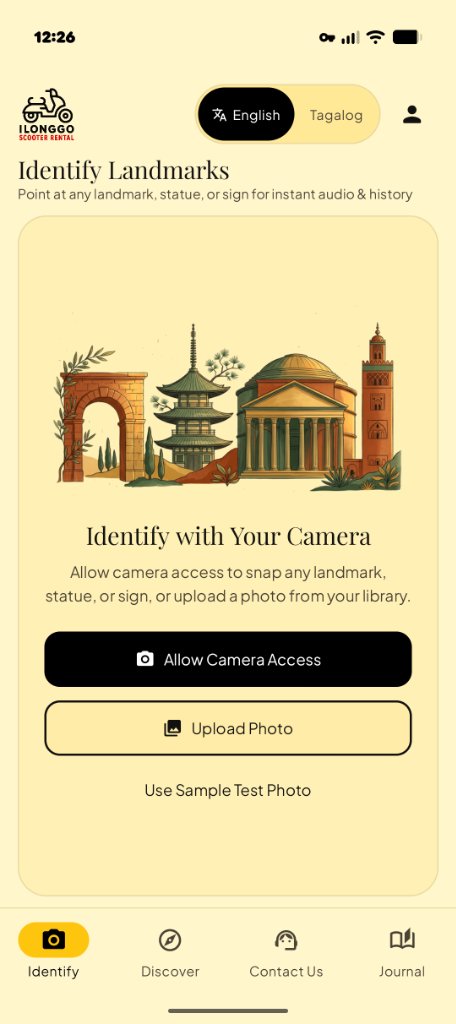 12:26
ILONGGO
SCOOTER RENTAL
English
Tagalog
Identify Landmarks
Point at any landmark, statue, or sign for instant audio & history
Identify with Your Camera
Allow camera access to snap any landmark,
statue, or sign, or upload a photo from your library.
Allow Camera Access
Upload Photo
Use Sample Test Photo
Identify
Discover
Contact Us
Journal